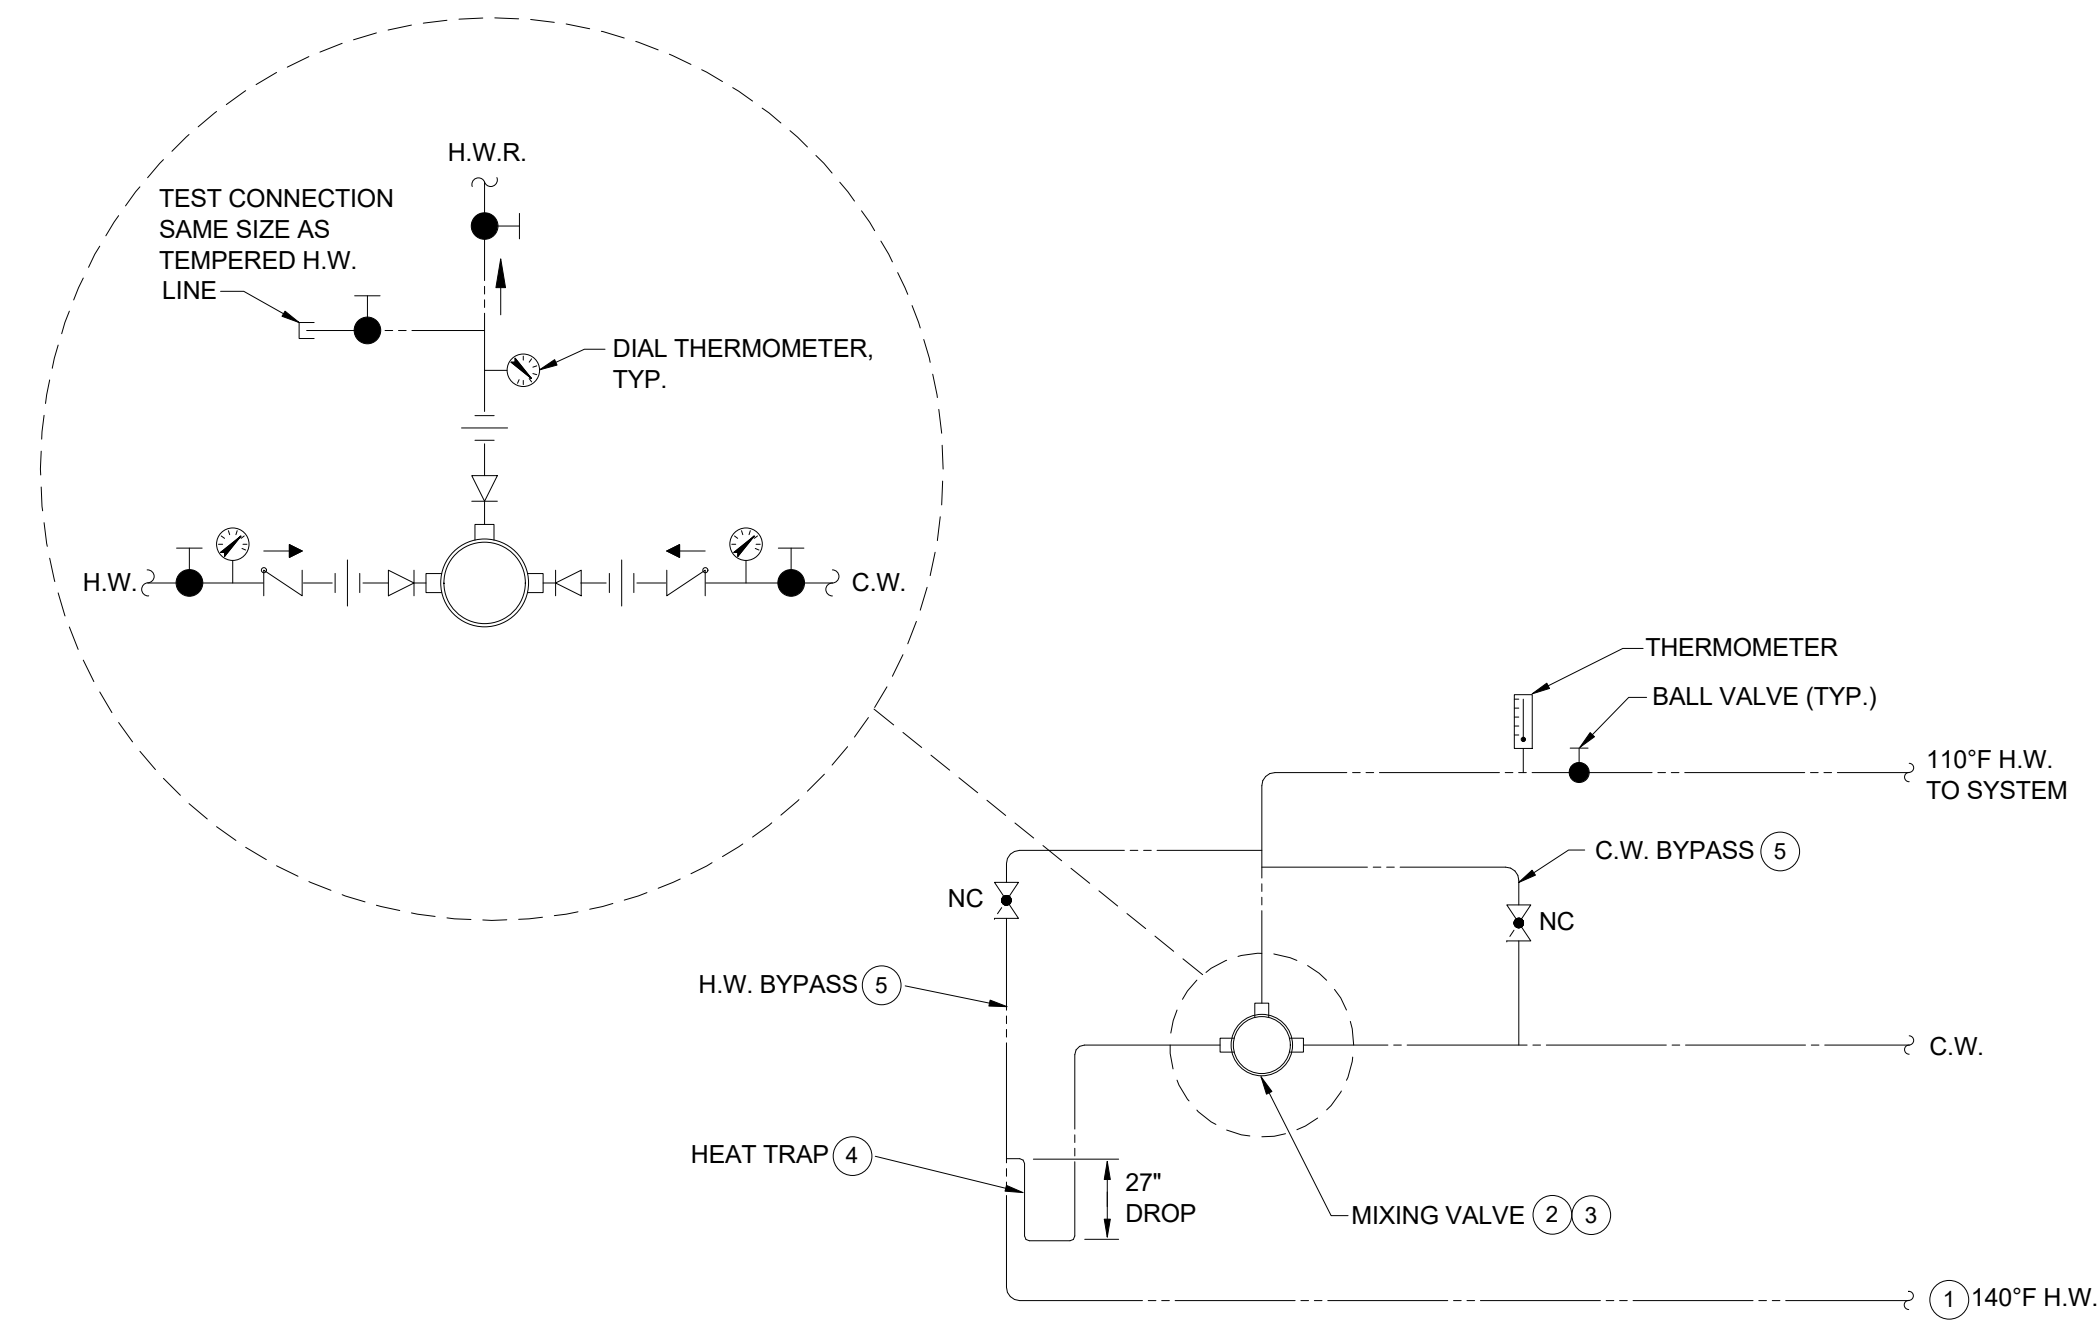 H.W.R.
TEST CONNECTION
SAME SIZE AS
TEMPERED H.W.
LINE
DIAL THERMOMETER,
TYP.
H.W.
C.W.
THERMOMETER
BALL VALVE (TYP.)
110°F H.W.
TO SYSTEM
C.W. BYPASS 5
NC
NC
H.W. BYPASS 5
C.W.
HEAT TRAP 4
27"
DROP
MIXING VALVE 2 3
1 140°F H.W.